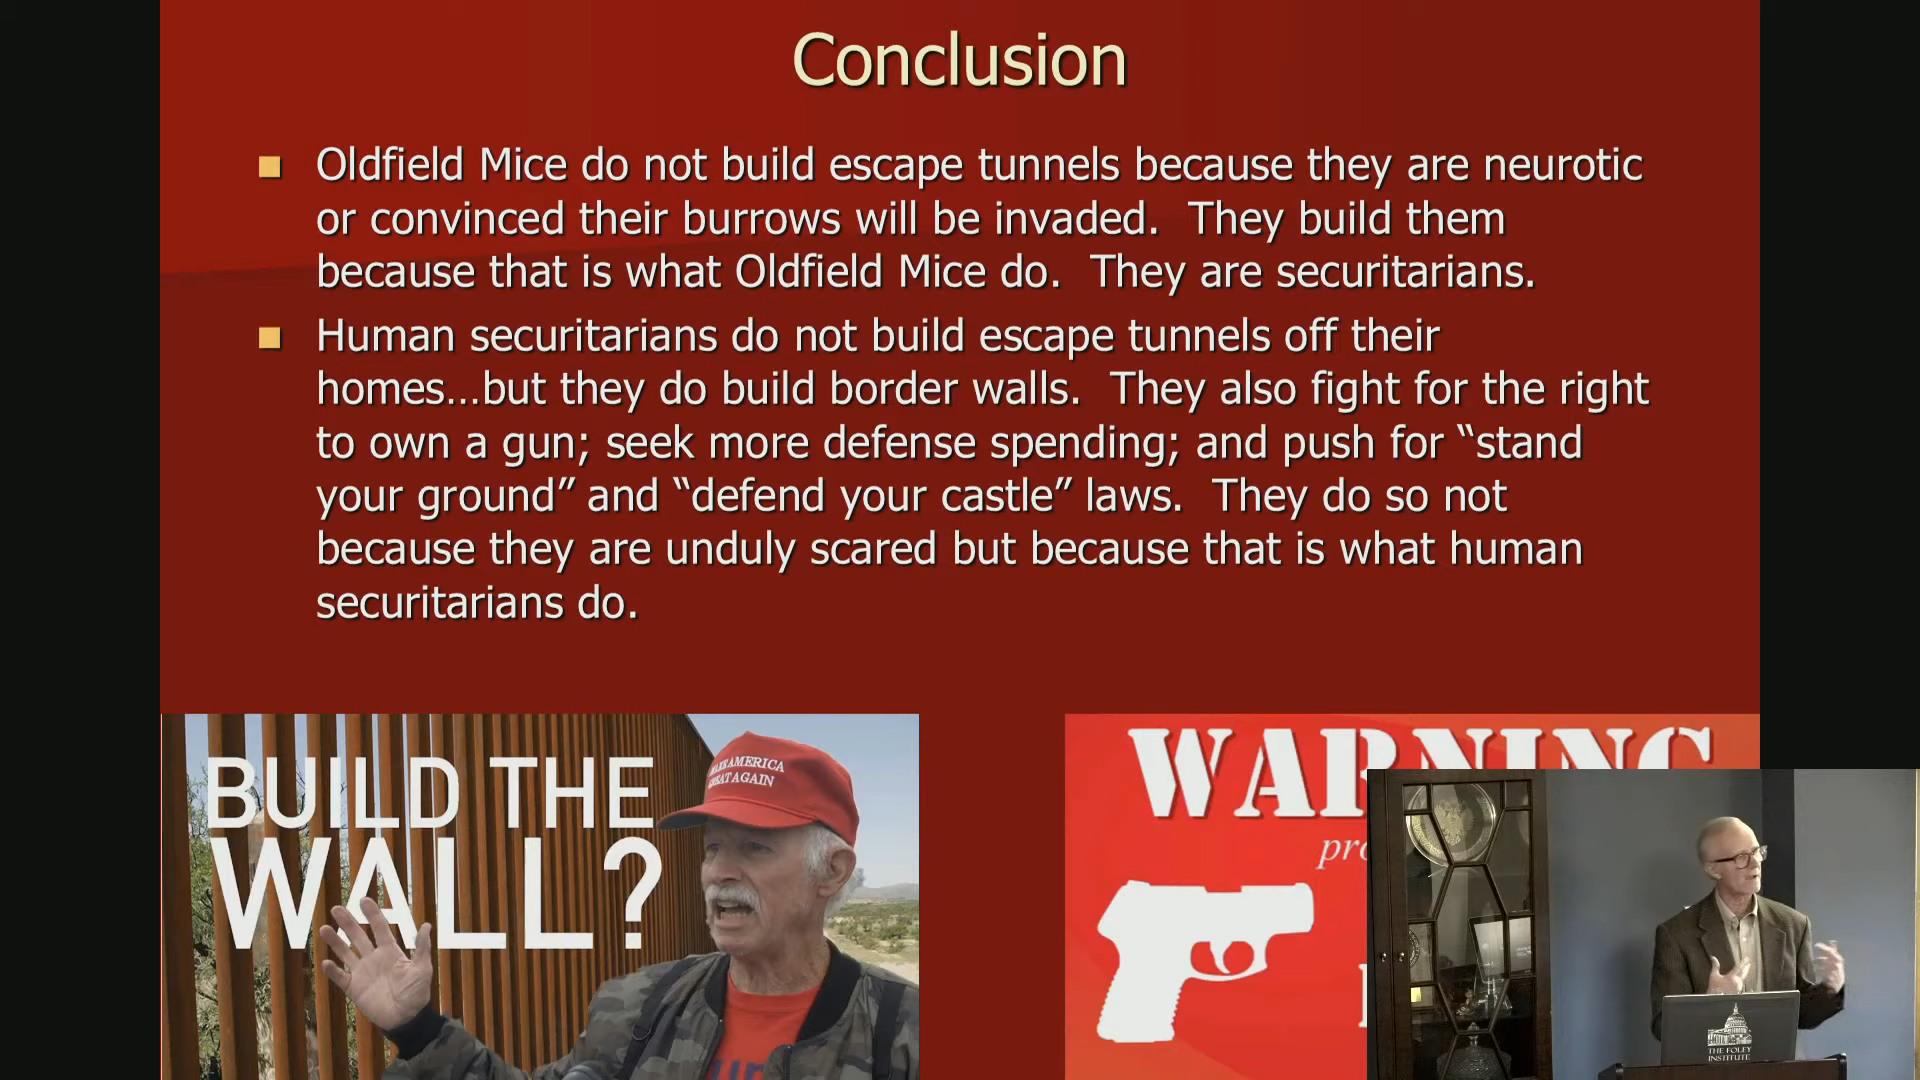 Conclusion
Oldfield Mice do not build escape tunnels because they are neurotic
or convinced their burrows will be invaded. They build them
because that is what Oldfield Mice do. They are securitarians.
Human securitarians do not build escape tunnels off their
homes…but they do build border walls. They also fight for the right
to own a gun; seek more defense spending; and push for “stand
your ground” and “defend your castle” laws. They do so not
because they are unduly scared but because that is what human
securitarians do.
BUILD THE
WALL?
MAKE AMERICA
GREAT AGAIN
WARNING
THE FOLEY
INSTITUTE